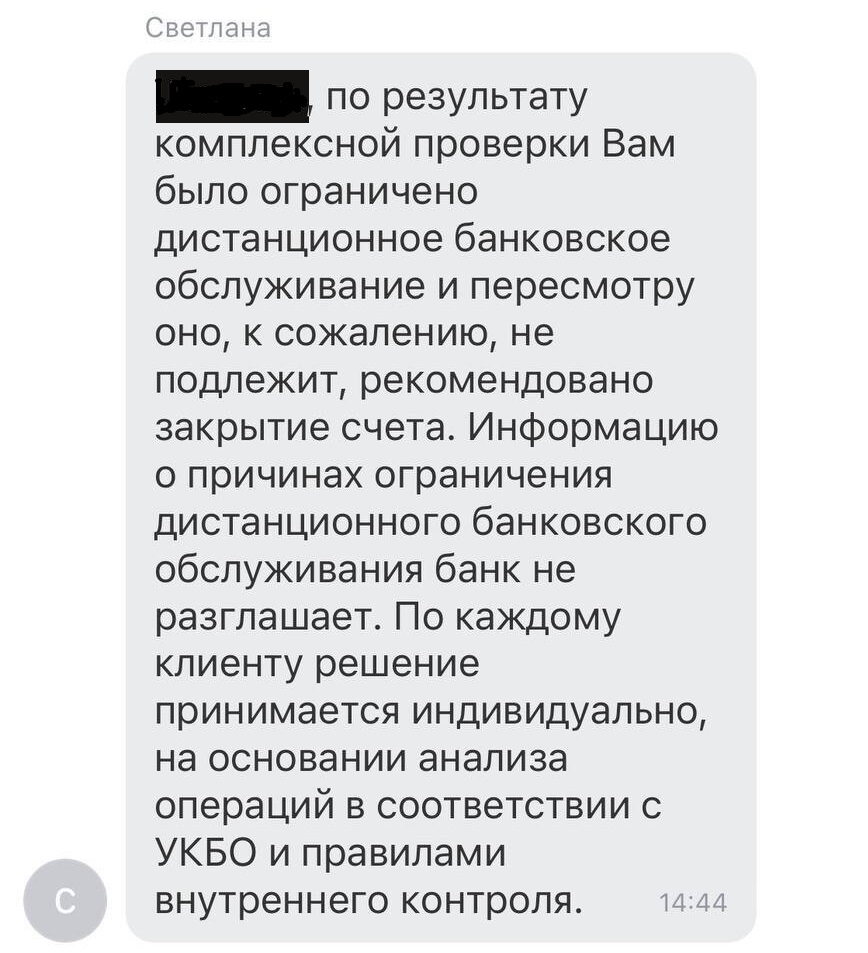 Светлана
, по результату
комплексной проверки Вам
было ограничено
дистанционное банковское
обслуживание и пересмотру
оно, к сожалению, не
подлежит, рекомендовано
закрытие счета. Информацию
о причинах ограничения
дистанционного банковского
обслуживания банк не
разглашает. По каждому
клиенту решение
принимается индивидуально,
на основании анализа
операций в соответствии с
УКБО и правилами
внутреннего контроля.
14:44
С